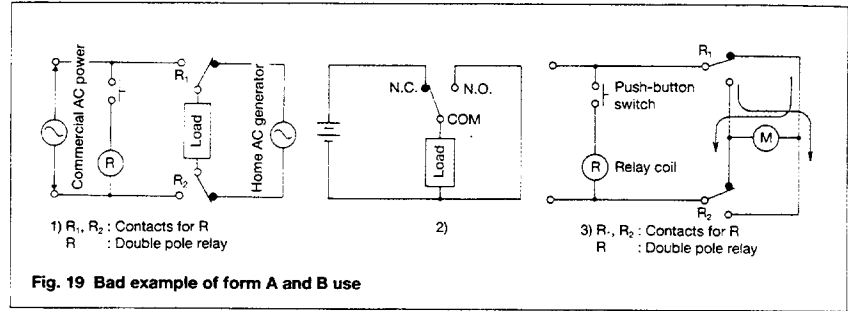 Commercial AC power
R
R₁
Load
R₂
Home AC generator
1) R₁, R₂ : Contacts for R
R : Double pole relay
N.C.
N.O.
COM
Load
2)
R₁
Push-button
switch
M
R
Relay coil
R₂
3) R₁, R₂ : Contacts for R
R : Double pole relay
Fig. 19 Bad example of form A and B use